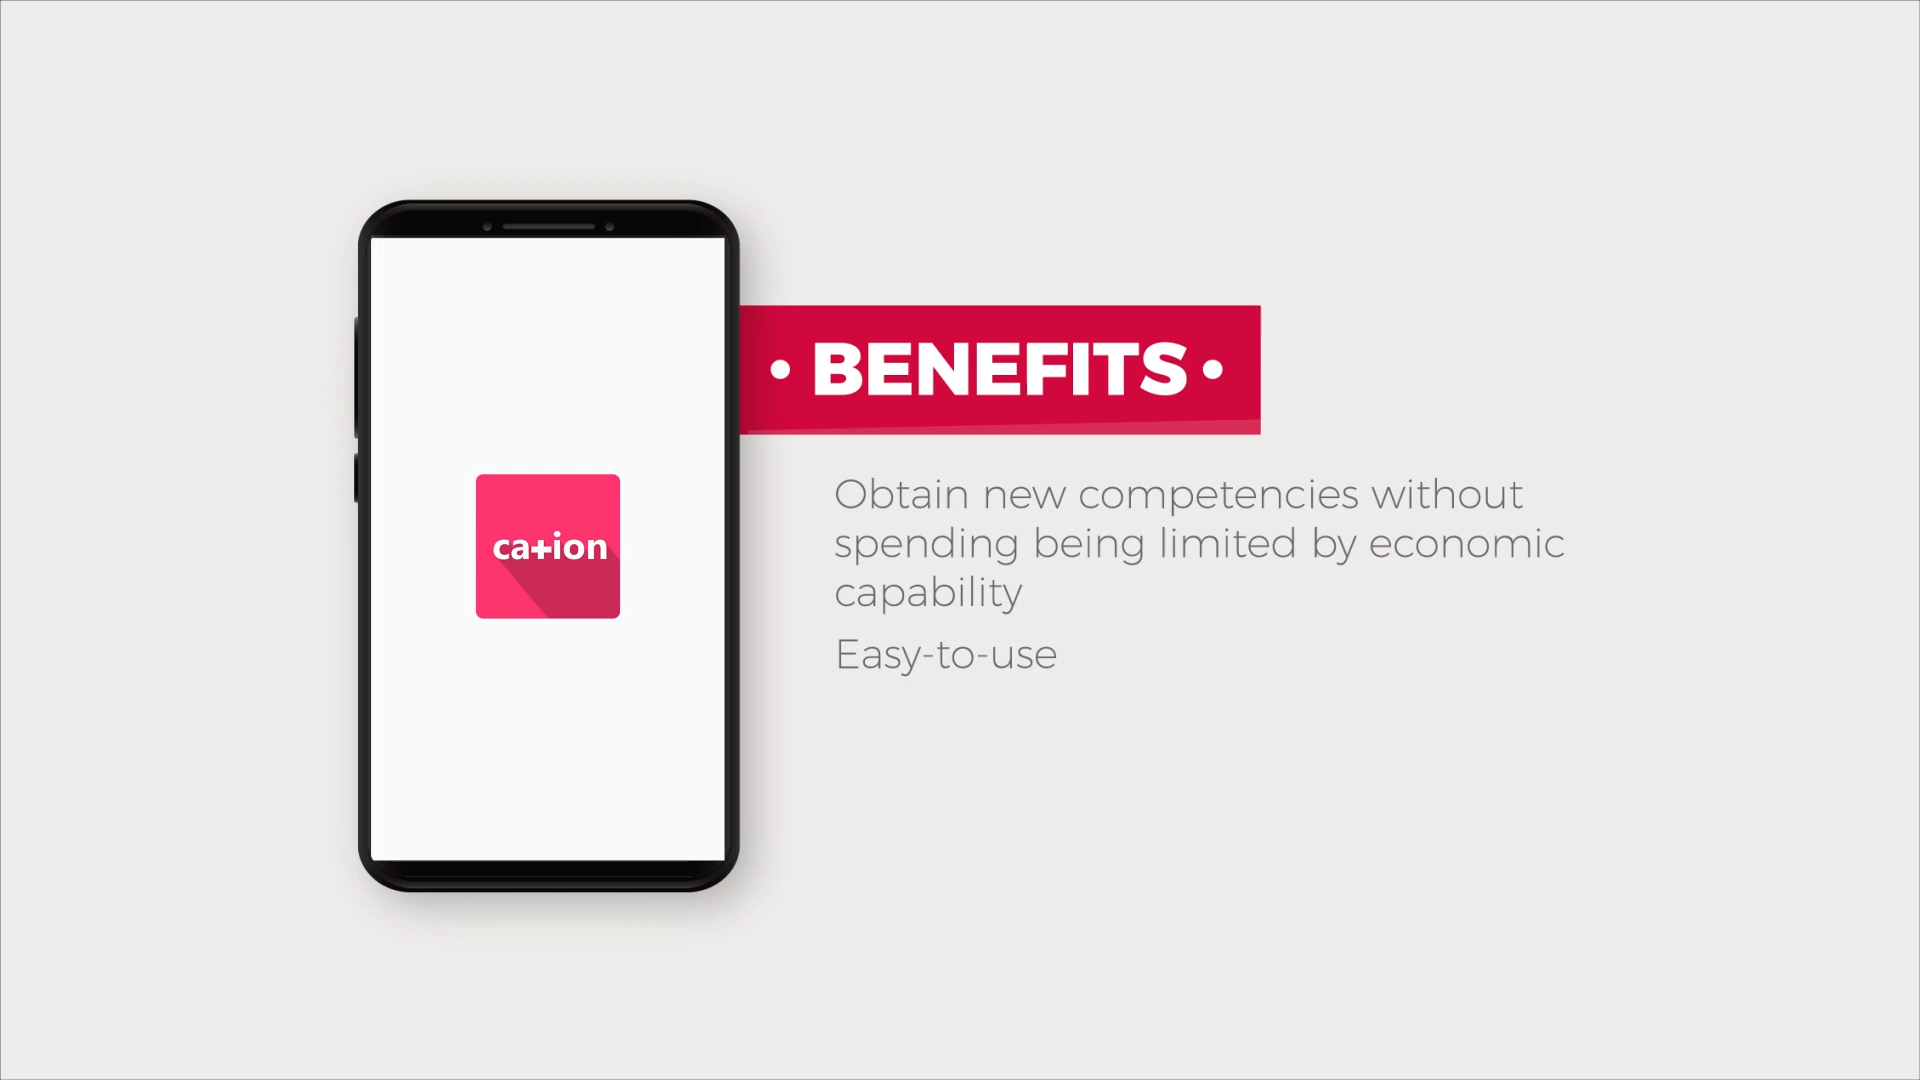 • BENEFITS •
ca+ion
Obtain new competencies without
spending being limited by economic
capability
Easy-to-use